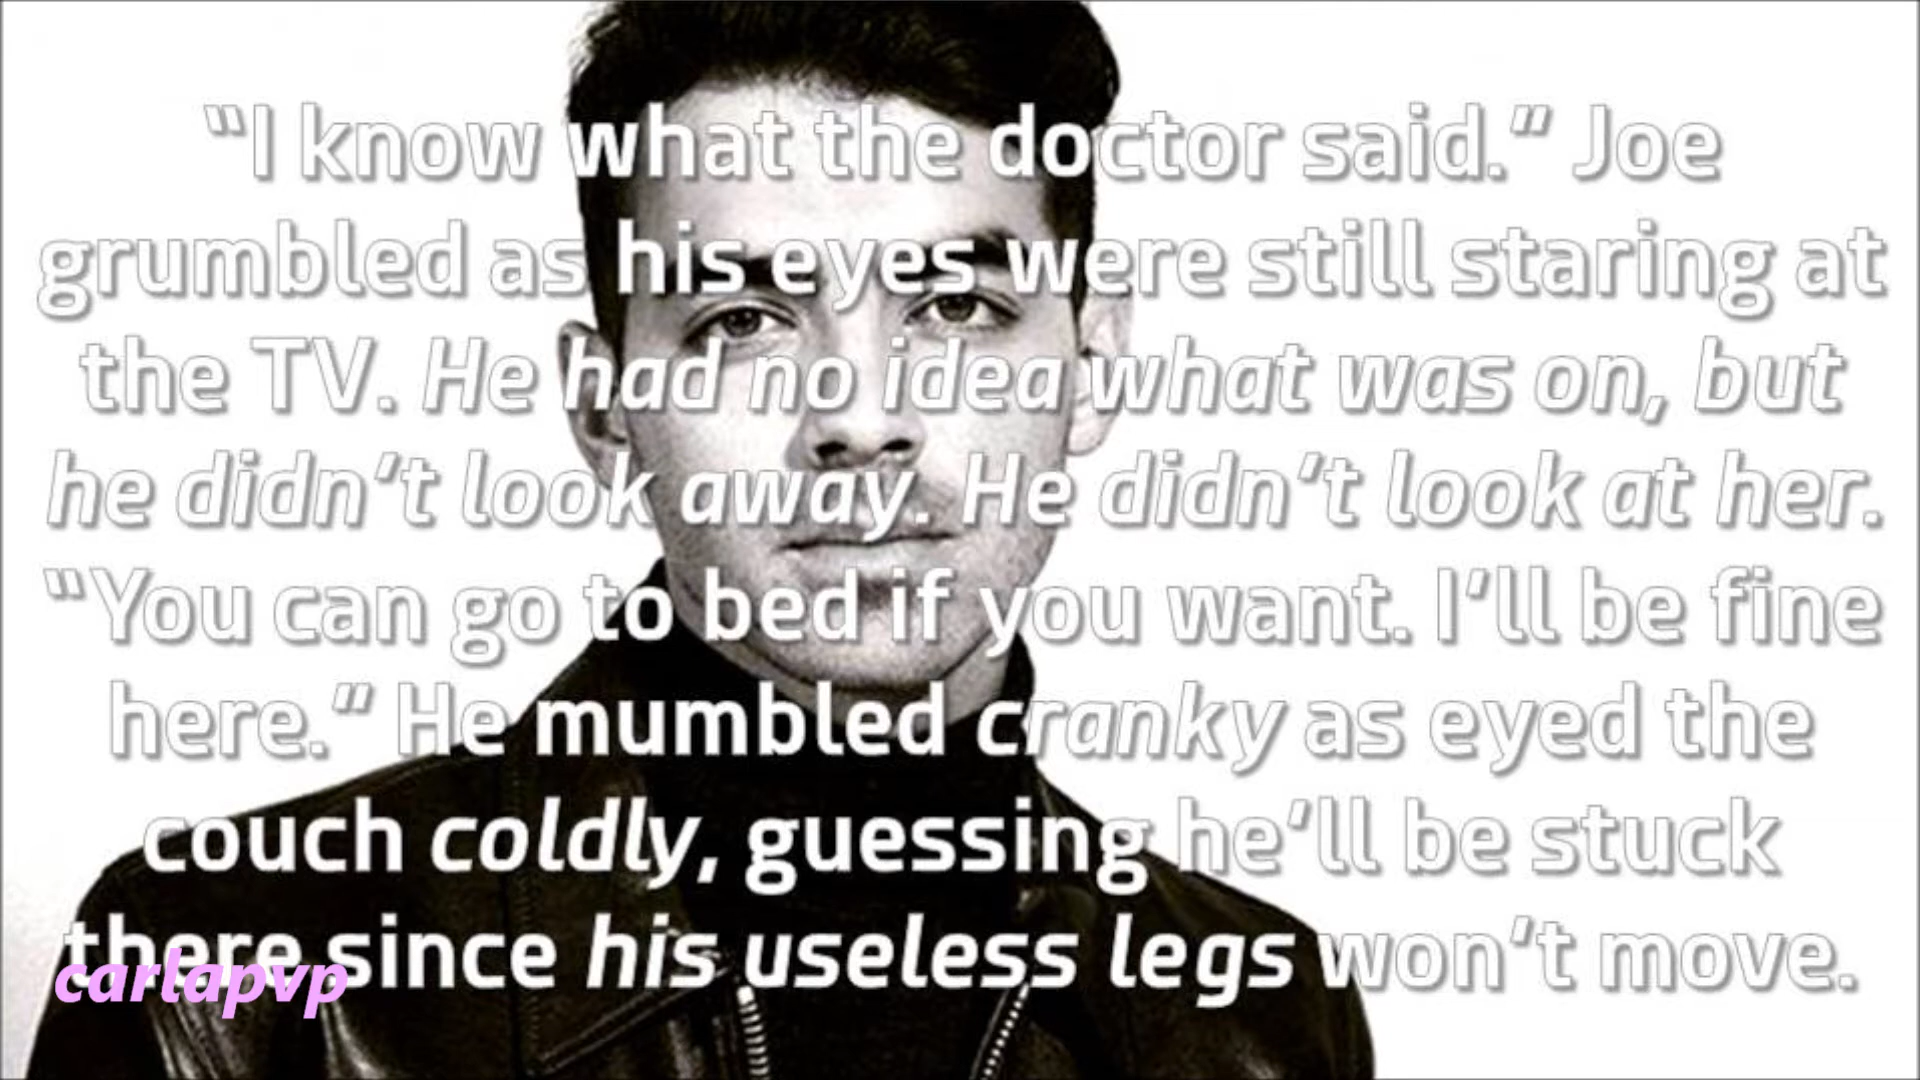 “I know what the doctor said.” Joe
grumbled as his eyes were still staring at
the TV. He had no idea what was on, but
he didn’t look away. He didn’t look at her.
“You can go to bed if you want. I’ll be fine
here.” He mumbled cranky as eyed the
couch coldly, guessing he’ll be stuck
there since his useless legs won’t move.
carlapvp